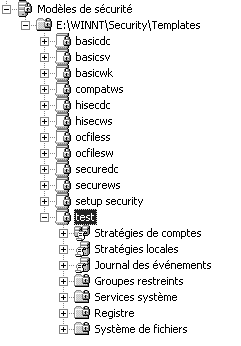 Modèles de sécurité
E:\WINNT\Security\Templates
basicdc
basicsv
basicwk
compatws
hisecdc
hisecws
ocfiless
ocfilesw
securedc
securews
setup security
test
Stratégies de comptes
Stratégies locales
Journal des événements
Groupes restreints
Services système
Registre
Système de fichiers